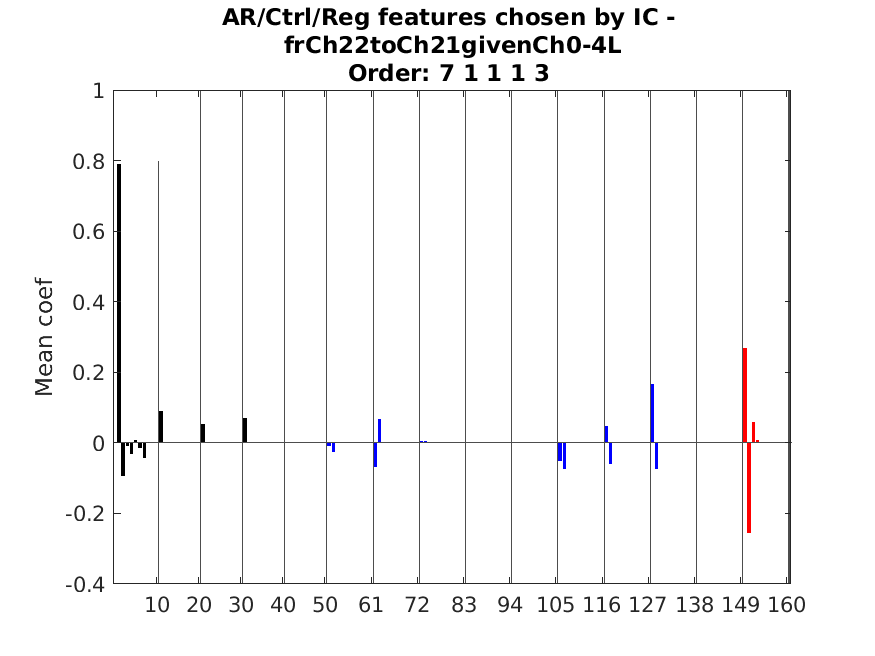 AR/Ctrl/Reg features chosen by IC -
frCh22toCh21givenCh0-4L
Order: 7 1 1 1 3
1
0.8
0.6
0.4
0.2
0
-0.2
-0.4
Mean coef
10 20 30 40 50 61 72 83 94 105 116 127 138 149 160